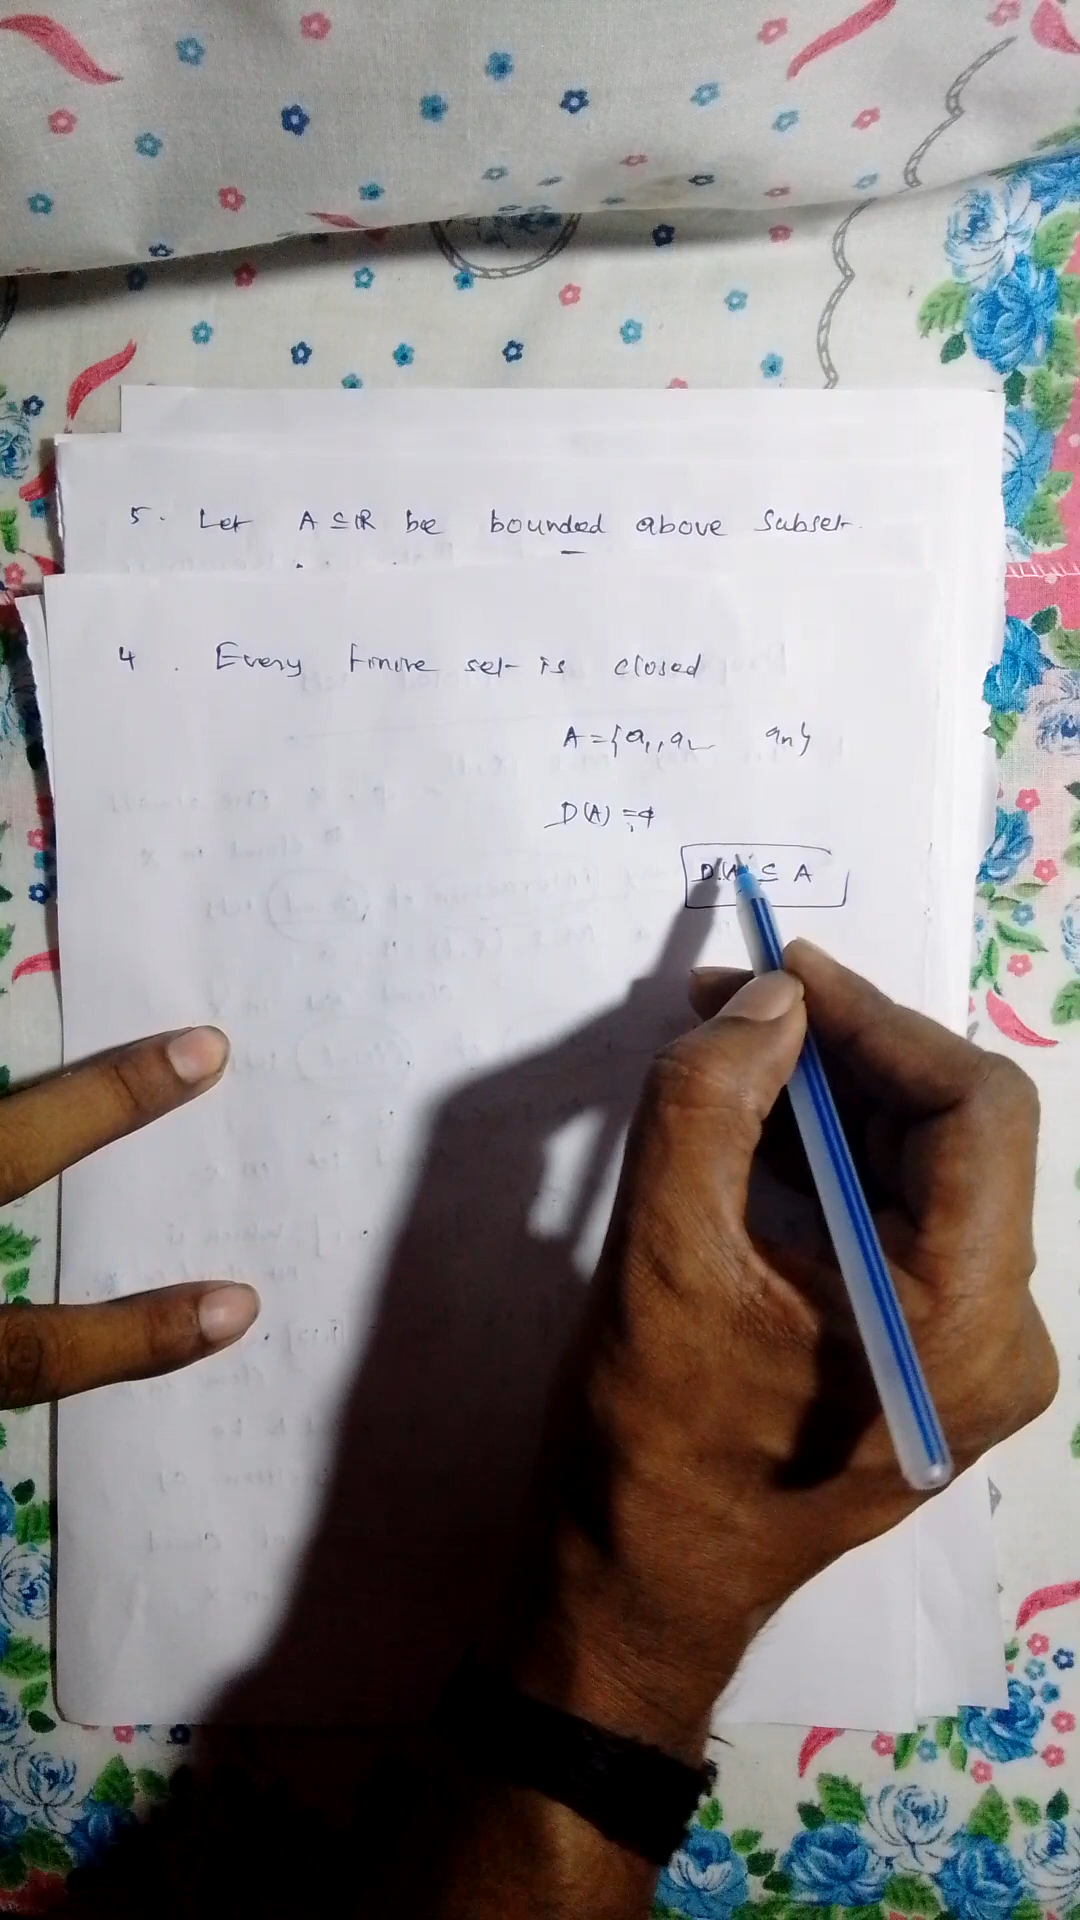 5. Let A ⊆ ℝ be bounded above subset.
4. Every finite set is closed
A = {a₁, a₂ aₙ}
D(A) = φ
D(A) ⊆ A